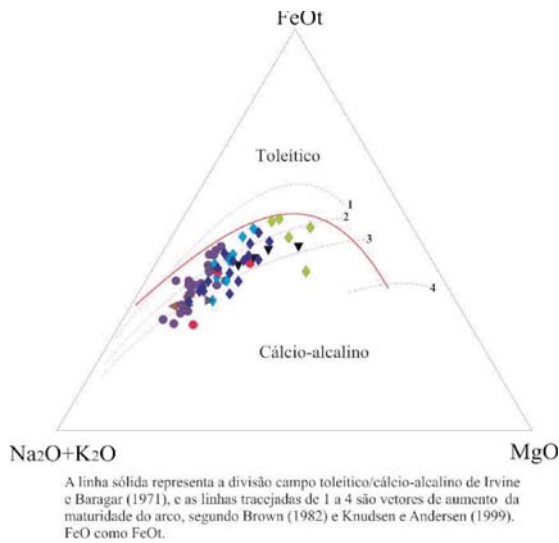 FeOt
Toleítico
1
2
3
4
Cálcio-alcalino
Na2O+K2O
MgO
A linha sólida representa a divisão campo toleítico/cálcio-alcalino de Irvine
e Baragar (1971), e as linhas tracejadas de 1 a 4 são vetores de aumento da
maturidade do arco, segundo Brown (1982) e Knudsen e Andersen (1999).
FeO como FeOt.